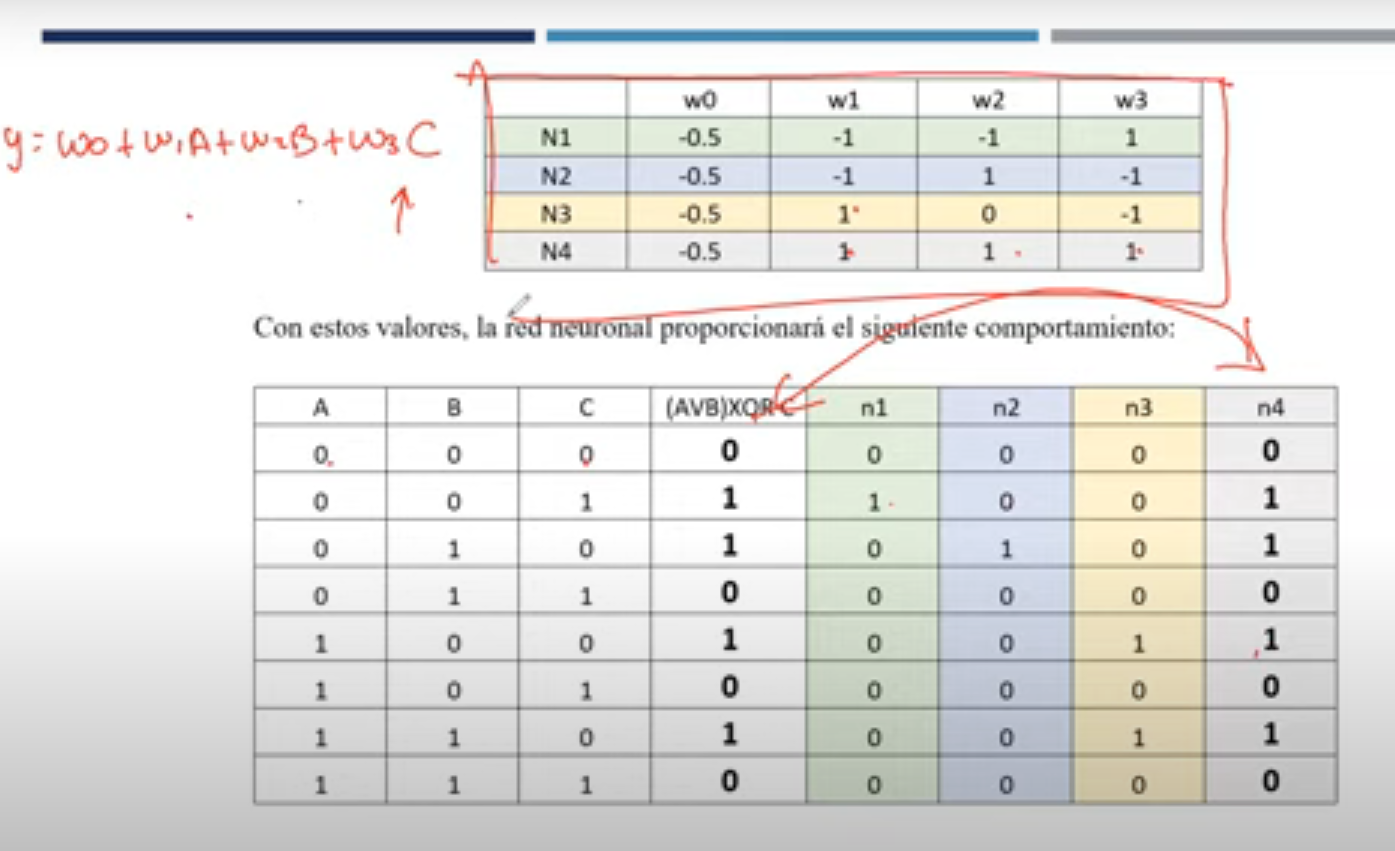 y = w0 + w1A + w2B + w3C
w0 w1 w2 w3
N1 -0.5 -1 -1 1
N2 -0.5 -1 1 -1
N3 -0.5 1 0 -1
N4 -0.5 1 1 1
Con estos valores, la red neuronal proporcionará el siguiente comportamiento:
A B C (AVB)XOR C n1 n2 n3 n4
0 0 0 0 0 0 0 0
0 0 1 1 1 0 0 1
0 1 0 1 0 1 0 1
0 1 1 0 0 0 0 0
1 0 0 1 0 0 1 1
1 0 1 0 0 0 0 0
1 1 0 1 0 0 1 1
1 1 1 0 0 0 0 0